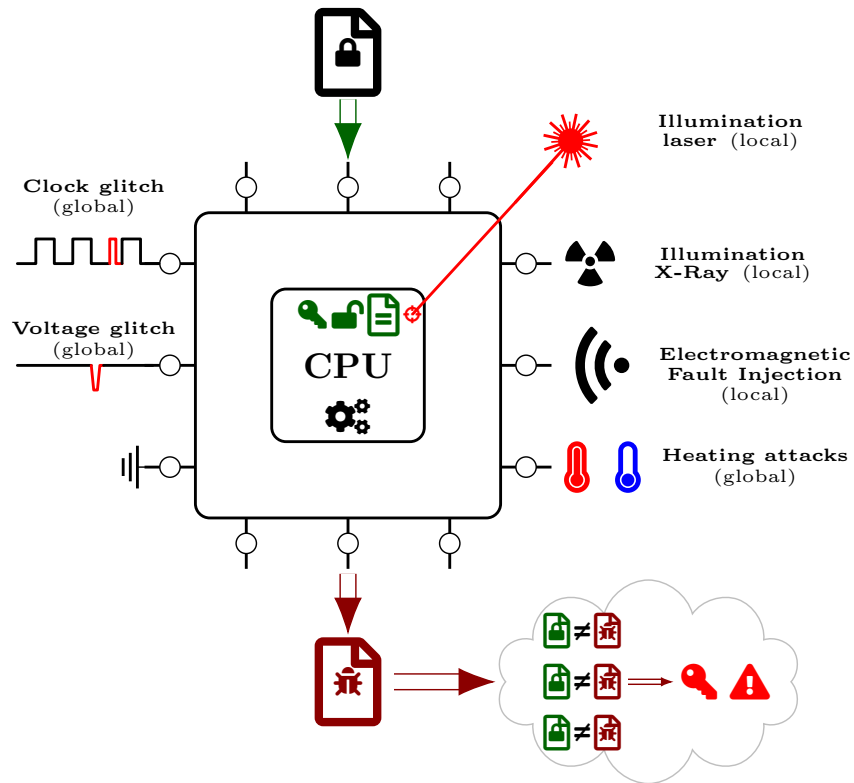 Illumination
laser (local)
Clock glitch
(global)
Illumination
X-Ray (local)
Voltage glitch
(global)
CPU
Electromagnetic
Fault Injection
(local)
Heating attacks
(global)
≠
≠
≠